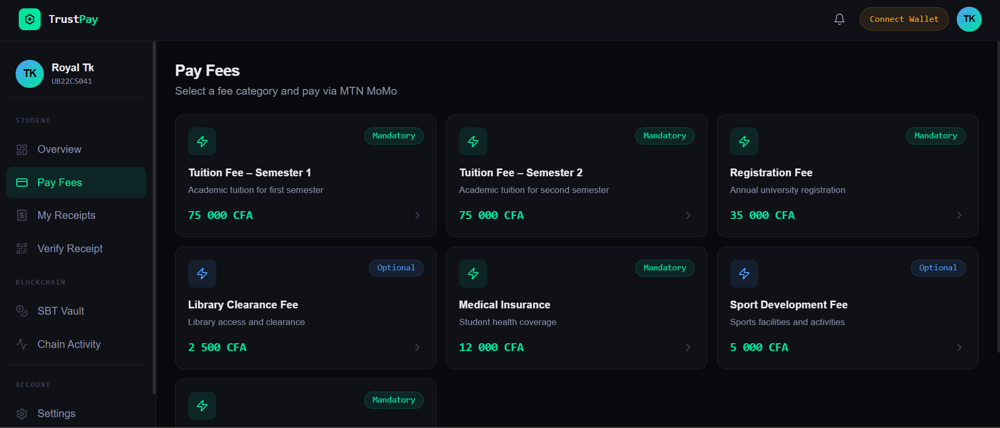 TrustPay
Connect Wallet
TK
TK
Royal Tk
UB22CS041
STUDENT
Overview
Pay Fees
My Receipts
Verify Receipt
BLOCKCHAIN
SBT Vault
Chain Activity
ACCOUNT
Settings
Pay Fees
Select a fee category and pay via MTN MoMo
Mandatory
Tuition Fee – Semester 1
Academic tuition for first semester
75 000 CFA
Mandatory
Tuition Fee – Semester 2
Academic tuition for second semester
75 000 CFA
Mandatory
Registration Fee
Annual university registration
35 000 CFA
Optional
Library Clearance Fee
Library access and clearance
2 500 CFA
Mandatory
Medical Insurance
Student health coverage
12 000 CFA
Optional
Sport Development Fee
Sports facilities and activities
5 000 CFA
Mandatory